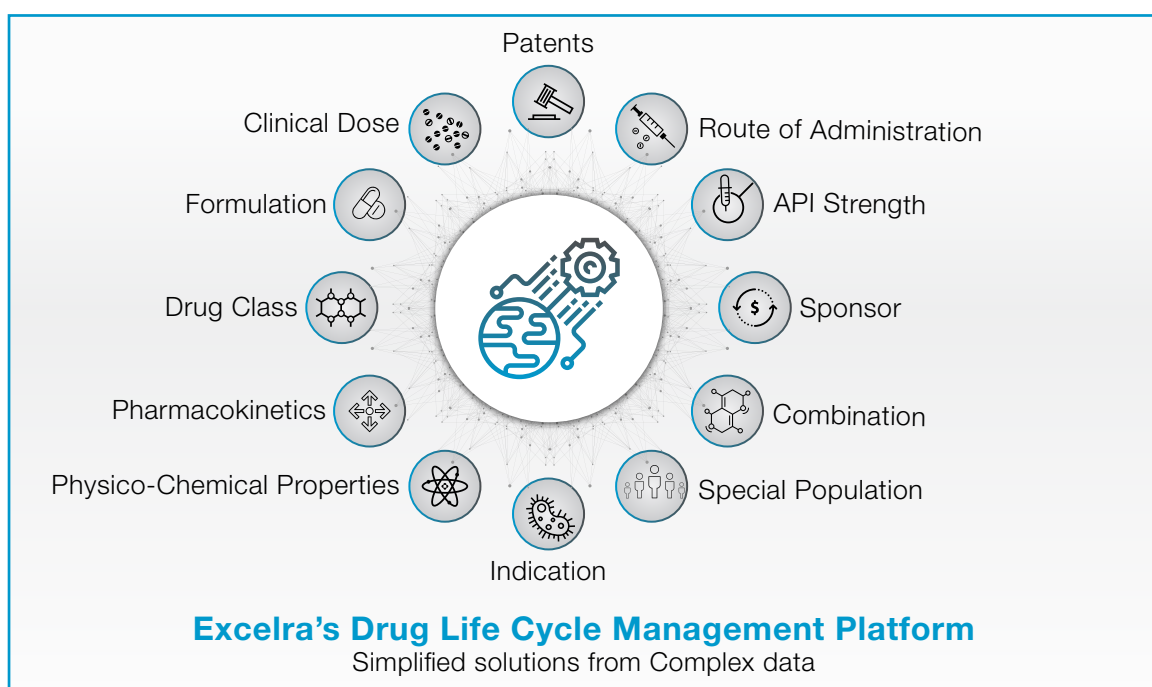 Patents
Clinical Dose
Route of Administration
Formulation
API Strength
Drug Class
$
Sponsor
Pharmacokinetics
Combination
Physico-Chemical Properties
Special Population
Indication
Excelra’s Drug Life Cycle Management Platform
Simplified solutions from Complex data